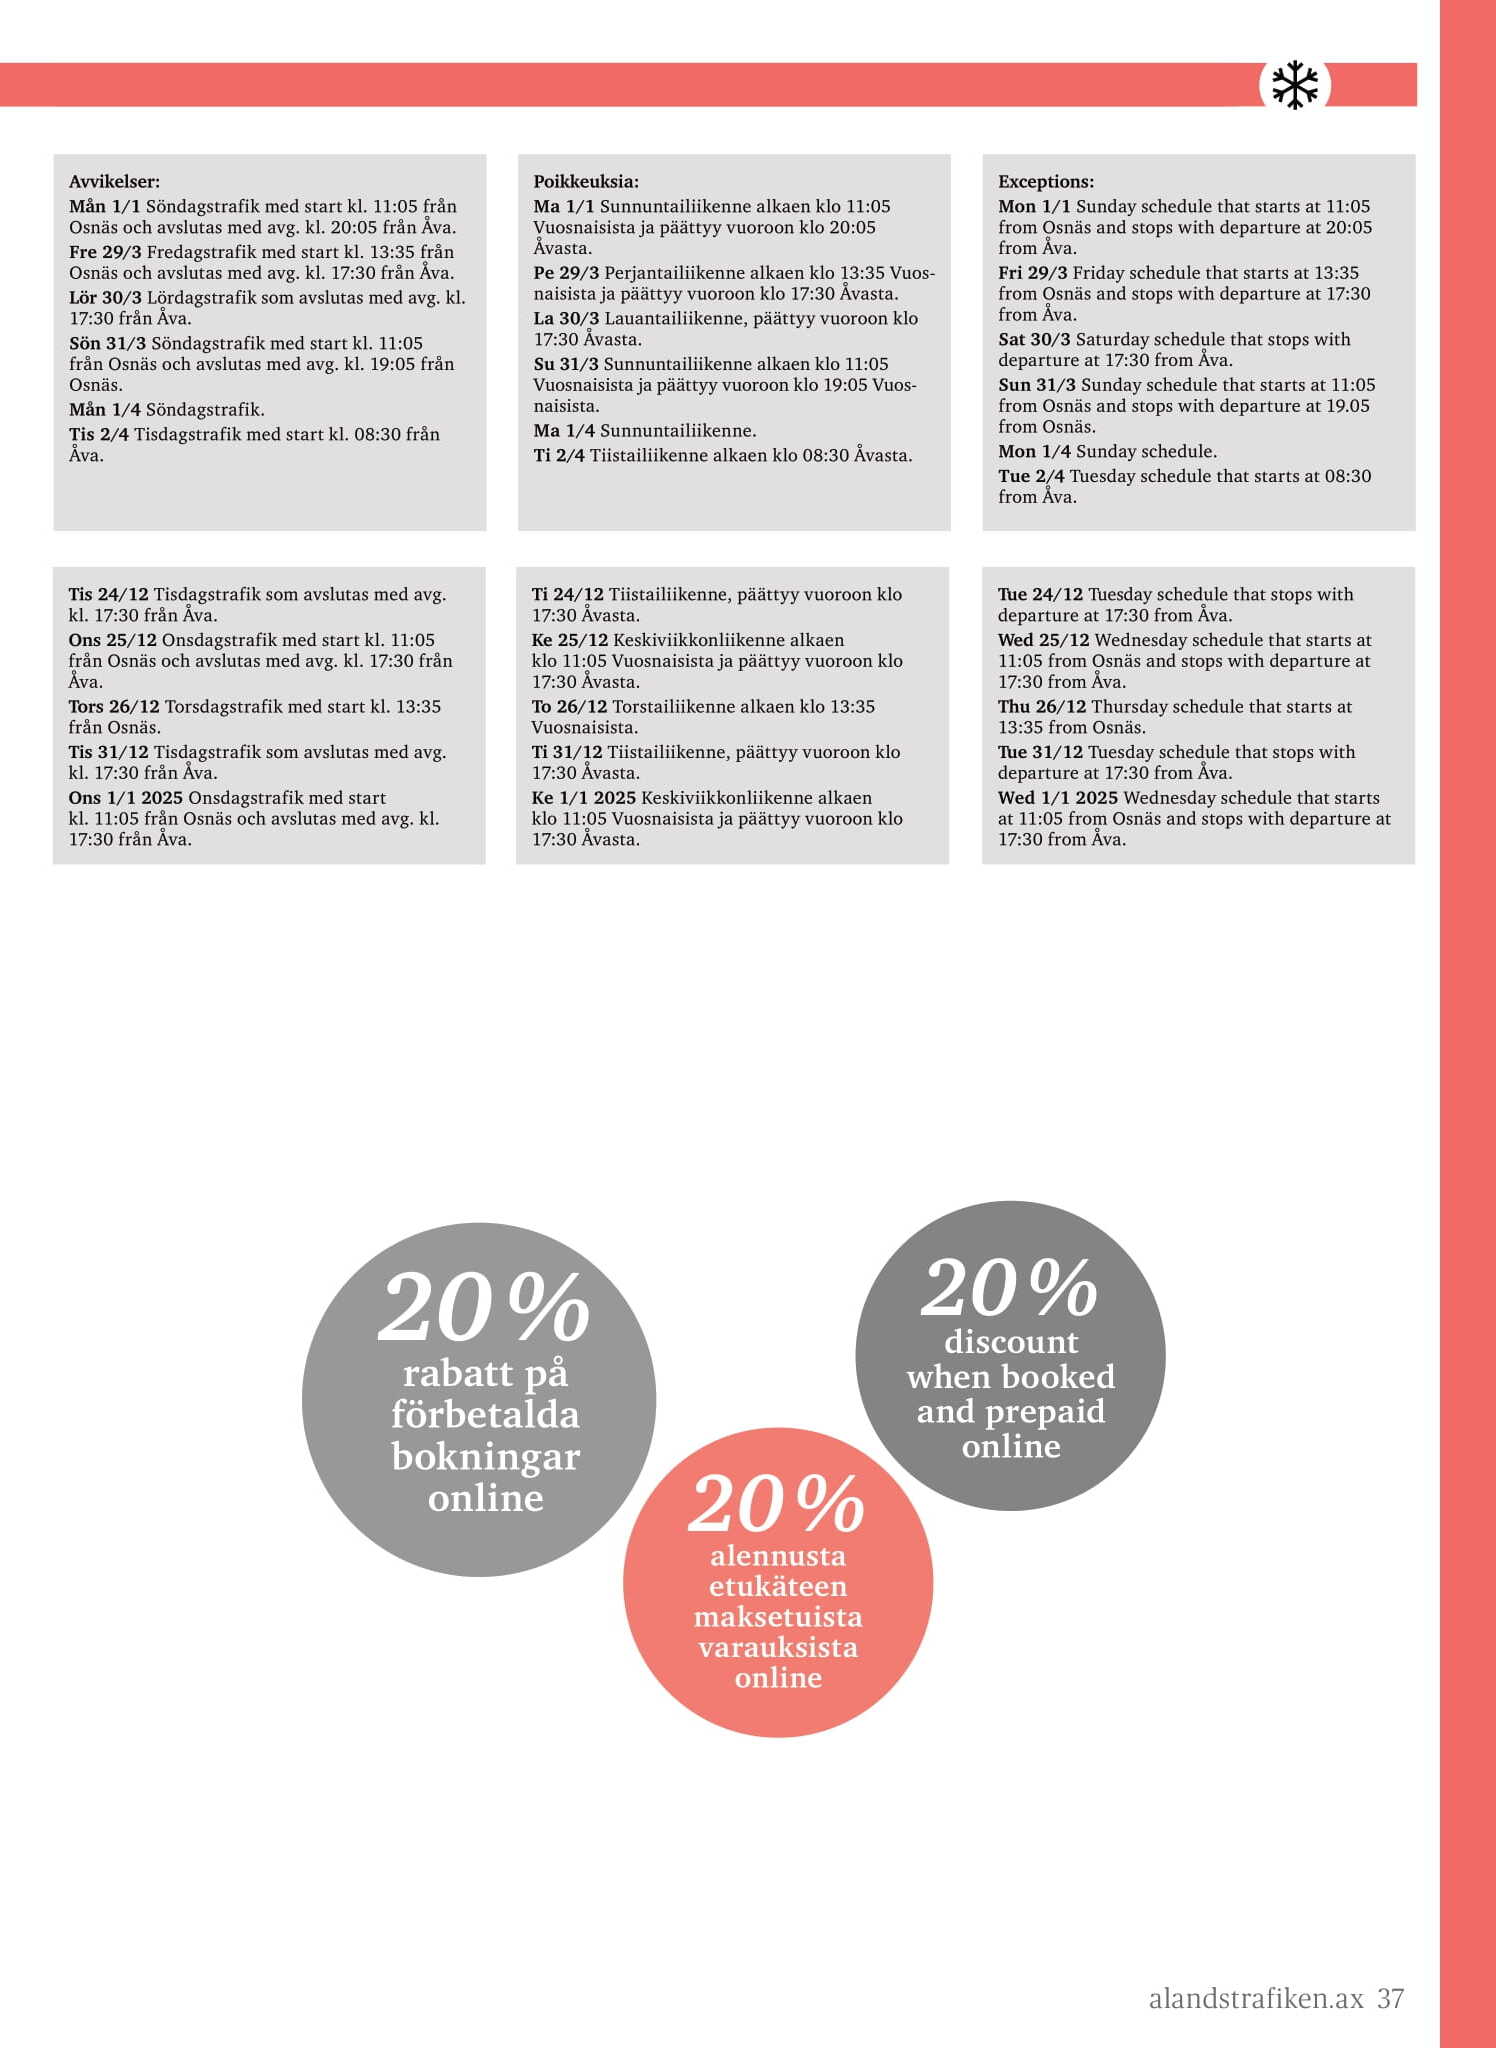 Avvikelser:
Mån 1/1 Söndagstrafik med start kl. 11:05 från
Osnäs och avslutas med avg. kl. 20:05 från Åva.
Fre 29/3 Fredagstrafik med start kl. 13:35 från
Osnäs och avslutas med avg. kl. 17:30 från Åva.
Lör 30/3 Lördagstrafik som avslutas med avg. kl.
17:30 från Åva.
Sön 31/3 Söndagstrafik med start kl. 11:05
från Osnäs och avslutas med avg. kl. 19:05 från
Osnäs.
Mån 1/4 Söndagstrafik.
Tis 2/4 Tisdagstrafik med start kl. 08:30 från
Åva.
Poikkeuksia:
Ma 1/1 Sunnuntailiikenne alkaen klo 11:05
Vuosnaisista ja päättyy vuoroon klo 20:05
Åvasta.
Pe 29/3 Perjantailiikenne alkaen klo 13:35 Vuos-
naisista ja päättyy vuoroon klo 17:30 Åvasta.
La 30/3 Lauantailiikenne, päättyy vuoroon klo
17:30 Åvasta.
Su 31/3 Sunnuntailiikenne alkaen klo 11:05
Vuosnaisista ja päättyy vuoroon klo 19:05 Vuos-
naisista.
Ma 1/4 Sunnuntailiikenne.
Ti 2/4 Tiistailiikenne alkaen klo 08:30 Åvasta.
Exceptions:
Mon 1/1 Sunday schedule that starts at 11:05
from Osnäs and stops with departure at 20:05
from Åva.
Fri 29/3 Friday schedule that starts at 13:35
from Osnäs and stops with departure at 17:30
from Åva.
Sat 30/3 Saturday schedule that stops with
departure at 17:30 from Åva.
Sun 31/3 Sunday schedule that starts at 11:05
from Osnäs and stops with departure at 19.05
from Osnäs.
Mon 1/4 Sunday schedule.
Tue 2/4 Tuesday schedule that starts at 08:30
from Åva.
Tis 24/12 Tisdagstrafik som avslutas med avg.
kl. 17:30 från Åva.
Ons 25/12 Onsdagstrafik med start kl. 11:05
från Osnäs och avslutas med avg. kl. 17:30 från
Åva.
Tors 26/12 Torsdagstrafik med start kl. 13:35
från Osnäs.
Tis 31/12 Tisdagstrafik som avslutas med avg.
kl. 17:30 från Åva.
Ons 1/1 2025 Onsdagstrafik med start
kl. 11:05 från Osnäs och avslutas med avg. kl.
17:30 från Åva.
Ti 24/12 Tiistailiikenne, päättyy vuoroon klo
17:30 Åvasta.
Ke 25/12 Keskiviikkonliikenne alkaen
klo 11:05 Vuosnaisista ja päättyy vuoroon klo
17:30 Åvasta.
To 26/12 Torstailiikenne alkaen klo 13:35
Vuosnaisista.
Ti 31/12 Tiistailiikenne, päättyy vuoroon klo
17:30 Åvasta.
Ke 1/1 2025 Keskiviikkonliikenne alkaen
klo 11:05 Vuosnaisista ja päättyy vuoroon klo
17:30 Åvasta.
Tue 24/12 Tuesday schedule that stops with
departure at 17:30 from Åva.
Wed 25/12 Wednesday schedule that starts at
11:05 from Osnäs and stops with departure at
17:30 from Åva.
Thu 26/12 Thursday schedule that starts at
13:35 from Osnäs.
Tue 31/12 Tuesday schedule that stops with
departure at 17:30 from Åva.
Wed 1/1 2025 Wednesday schedule that starts
at 11:05 from Osnäs and stops with departure at
17:30 from Åva.
20 %
rabatt på
förbetalda
bokningar
online
20 %
discount
when booked
and prepaid
online
20 %
alennusta
etukäteen
maksetuista
varauksista
online
alandstrafiken.ax 37